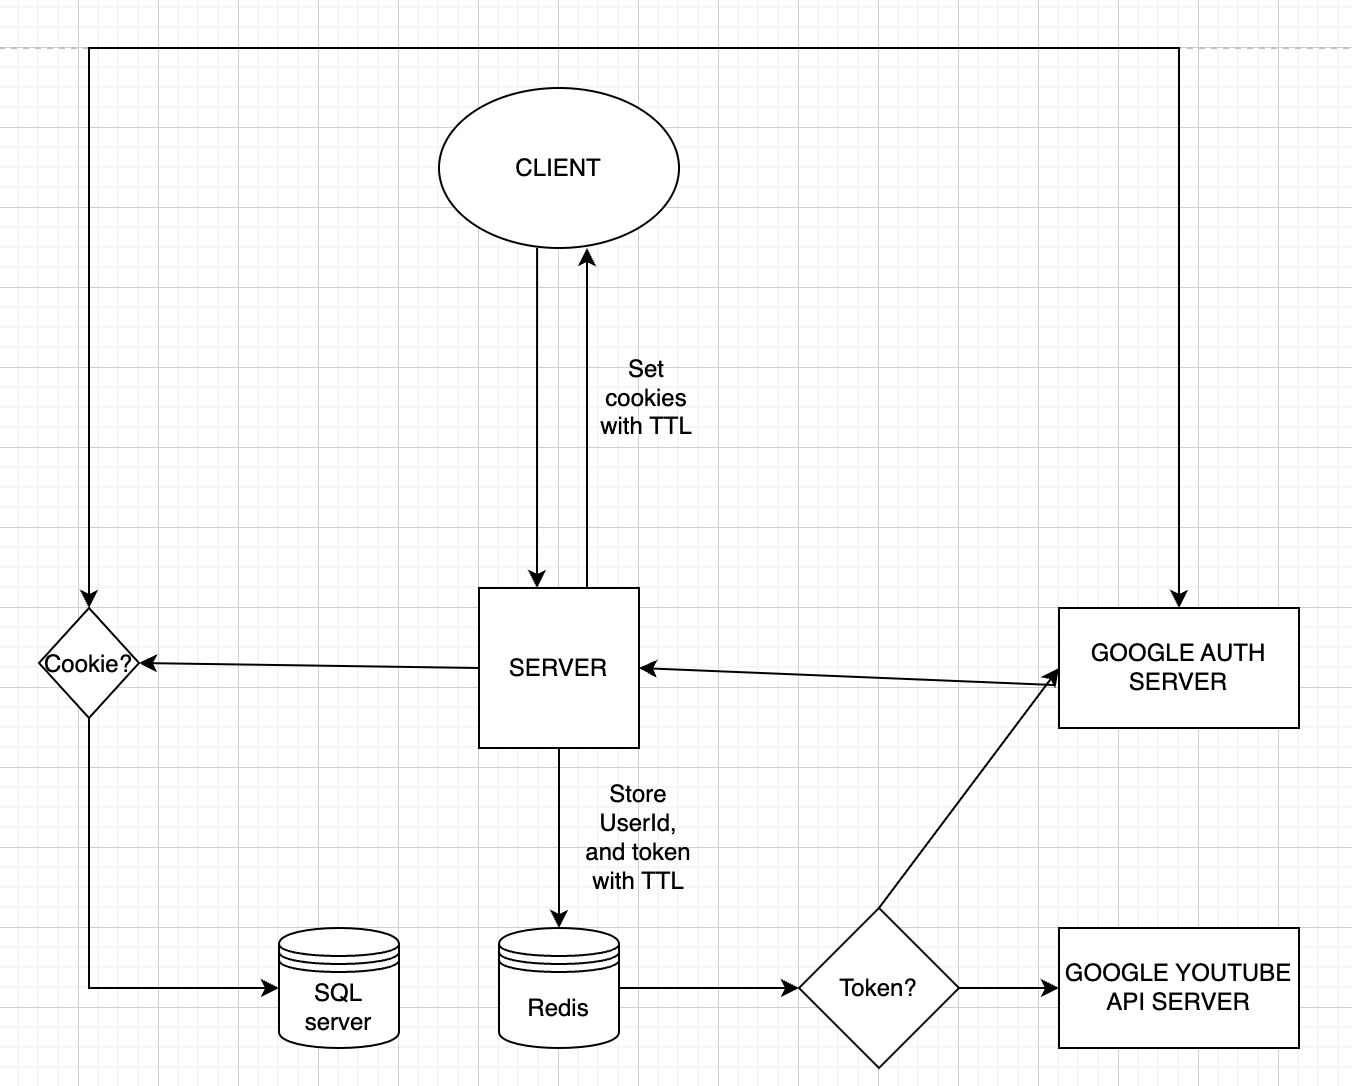 CLIENT
Set
cookies
with TTL
Cookie?
SERVER
GOOGLE AUTH
SERVER
Store
UserId,
and token
with TTL
SQL
server
Redis
Token?
GOOGLE YOUTUBE
API SERVER